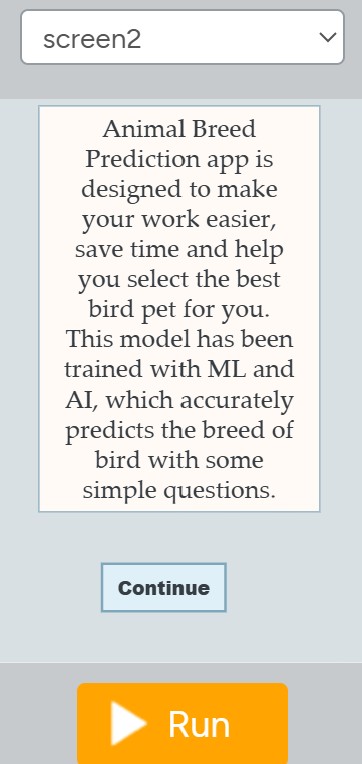 screen2
Animal Breed
Prediction app is
designed to make
your work easier,
save time and help
you select the best
bird pet for you.
This model has been
trained with ML and
AI, which accurately
predicts the breed of
bird with some
simple questions.
Continue
Run